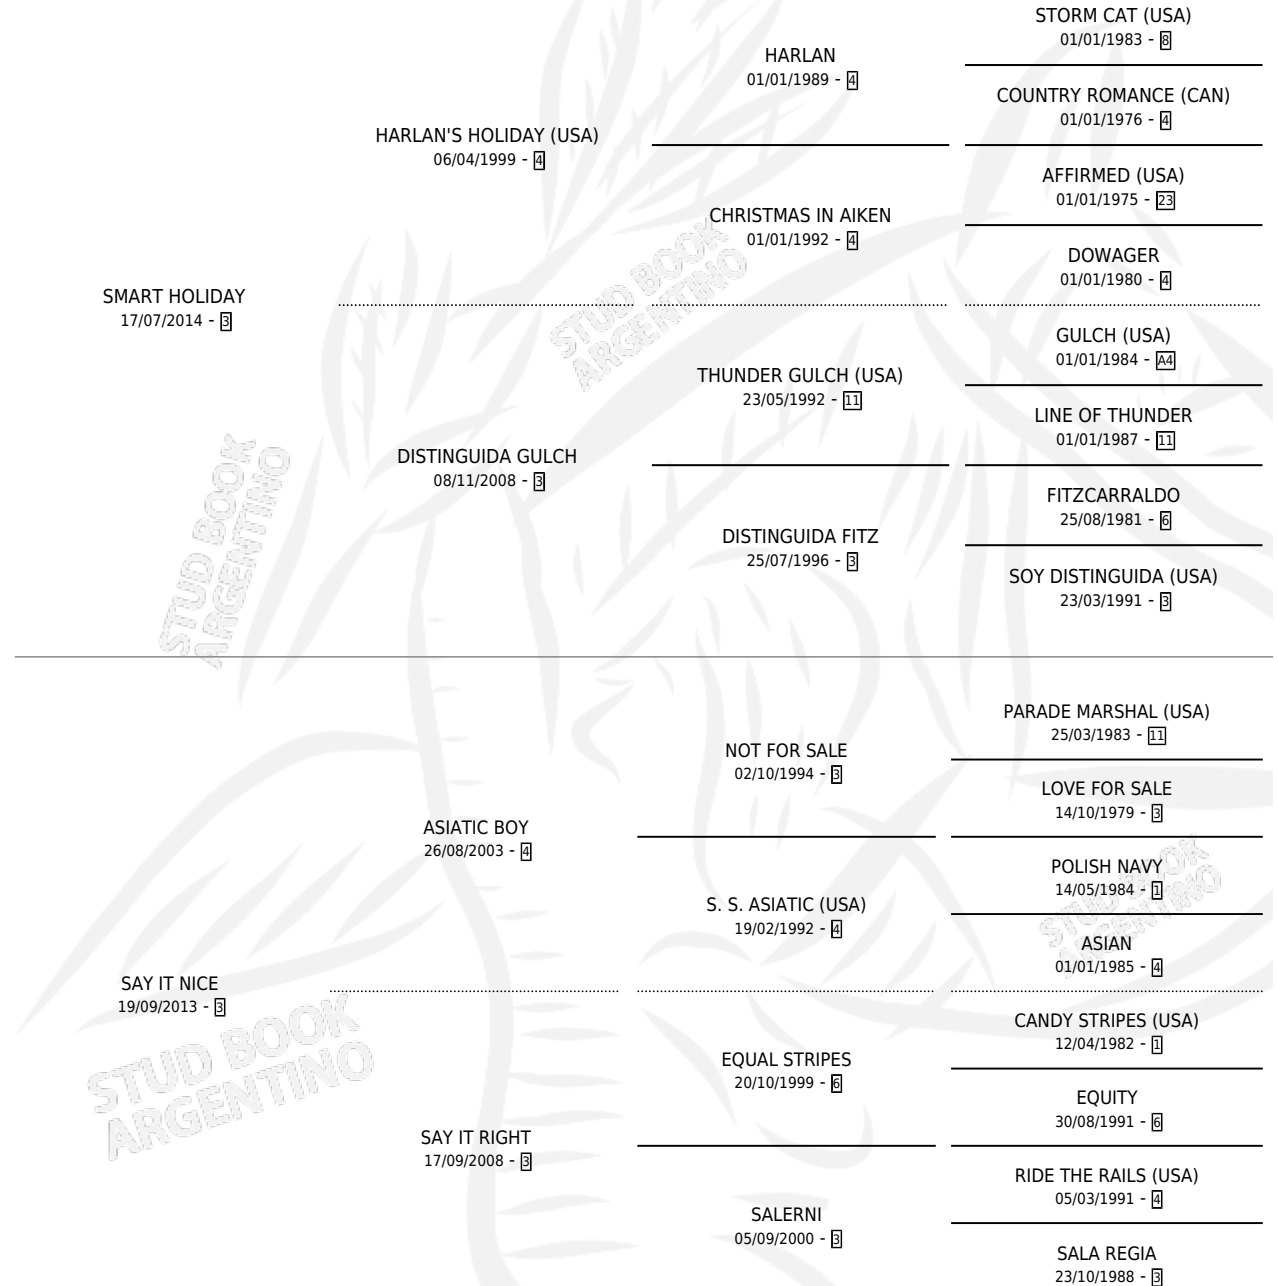 STORM CAT (USA)
01/01/1983 - 8
HARLAN
01/01/1989 - 4
COUNTRY ROMANCE (CAN)
01/01/1976 - 4
HARLAN'S HOLIDAY (USA)
06/04/1999 - 4
AFFIRMED (USA)
01/01/1975 - 23
CHRISTMAS IN AIKEN
01/01/1992 - 4
DOWAGER
01/01/1980 - 4
SMART HOLIDAY
17/07/2014 - 3
GULCH (USA)
01/01/1984 - A4
THUNDER GULCH (USA)
23/05/1992 - 11
LINE OF THUNDER
01/01/1987 - 11
DISTINGUIDA GULCH
08/11/2008 - 3
FITZCARRALDO
25/08/1981 - 6
DISTINGUIDA FITZ
25/07/1996 - 3
SOY DISTINGUIDA (USA)
23/03/1991 - 3
PARADE MARSHAL (USA)
25/03/1983 - 11
NOT FOR SALE
02/10/1994 - 3
LOVE FOR SALE
14/10/1979 - 3
ASIATIC BOY
26/08/2003 - 4
POLISH NAVY
14/05/1984 - 1
S. S. ASIATIC (USA)
19/02/1992 - 4
ASIAN
01/01/1985 - 4
SAY IT NICE
19/09/2013 - 3
CANDY STRIPES (USA)
12/04/1982 - 1
EQUAL STRIPES
20/10/1999 - 6
EQUITY
30/08/1991 - 6
SAY IT RIGHT
17/09/2008 - 3
RIDE THE RAILS (USA)
05/03/1991 - 4
SALERNI
05/09/2000 - 3
SALA REGIA
23/10/1988 - 3
STUD BOOK
ARGENTINO
STUD BOOK
ARGENTINO
STUD BOOK
ARGENTINO
STUD BOOK
ARGENTINO